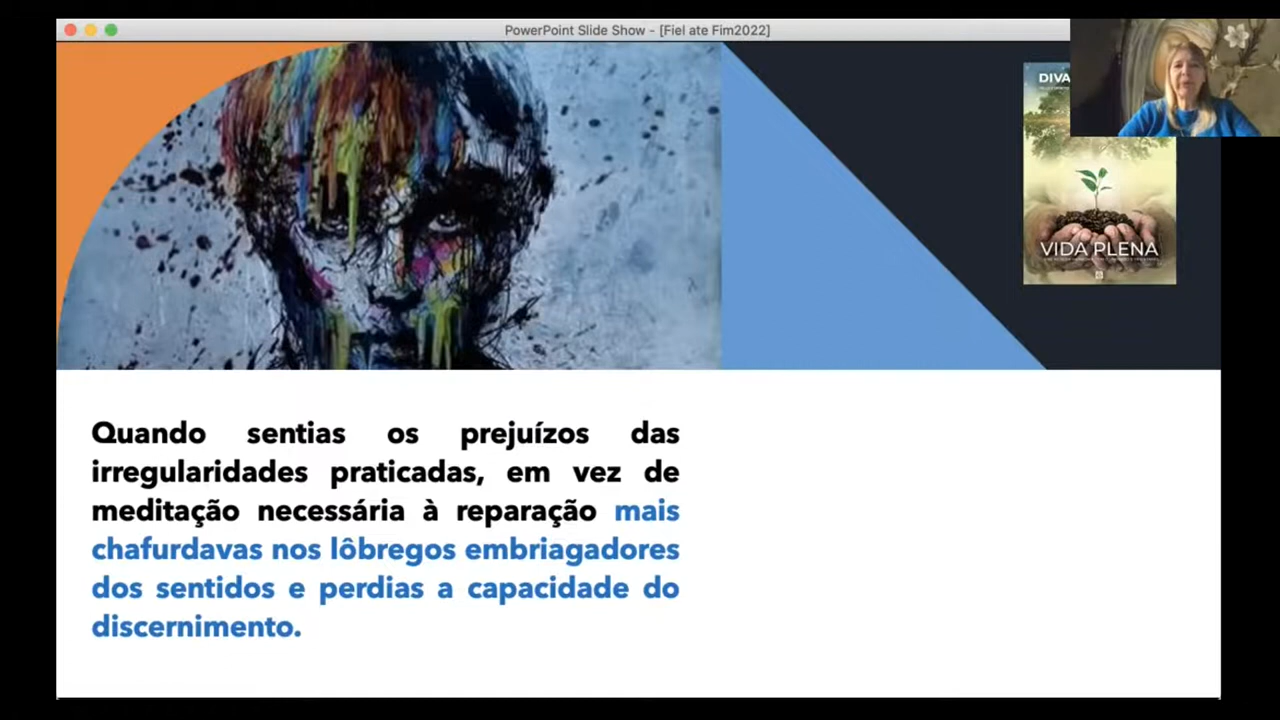 PowerPoint Slide Show - [Fiel ate Fim2022]
DIVA
VIDA PLENA
Quando sentias os prejuízos das
irregularidades praticadas, em vez de
meditação necessária à reparação mais
chafurdavas nos lôbregos embriagadores
dos sentidos e perdias a capacidade do
discernimento.